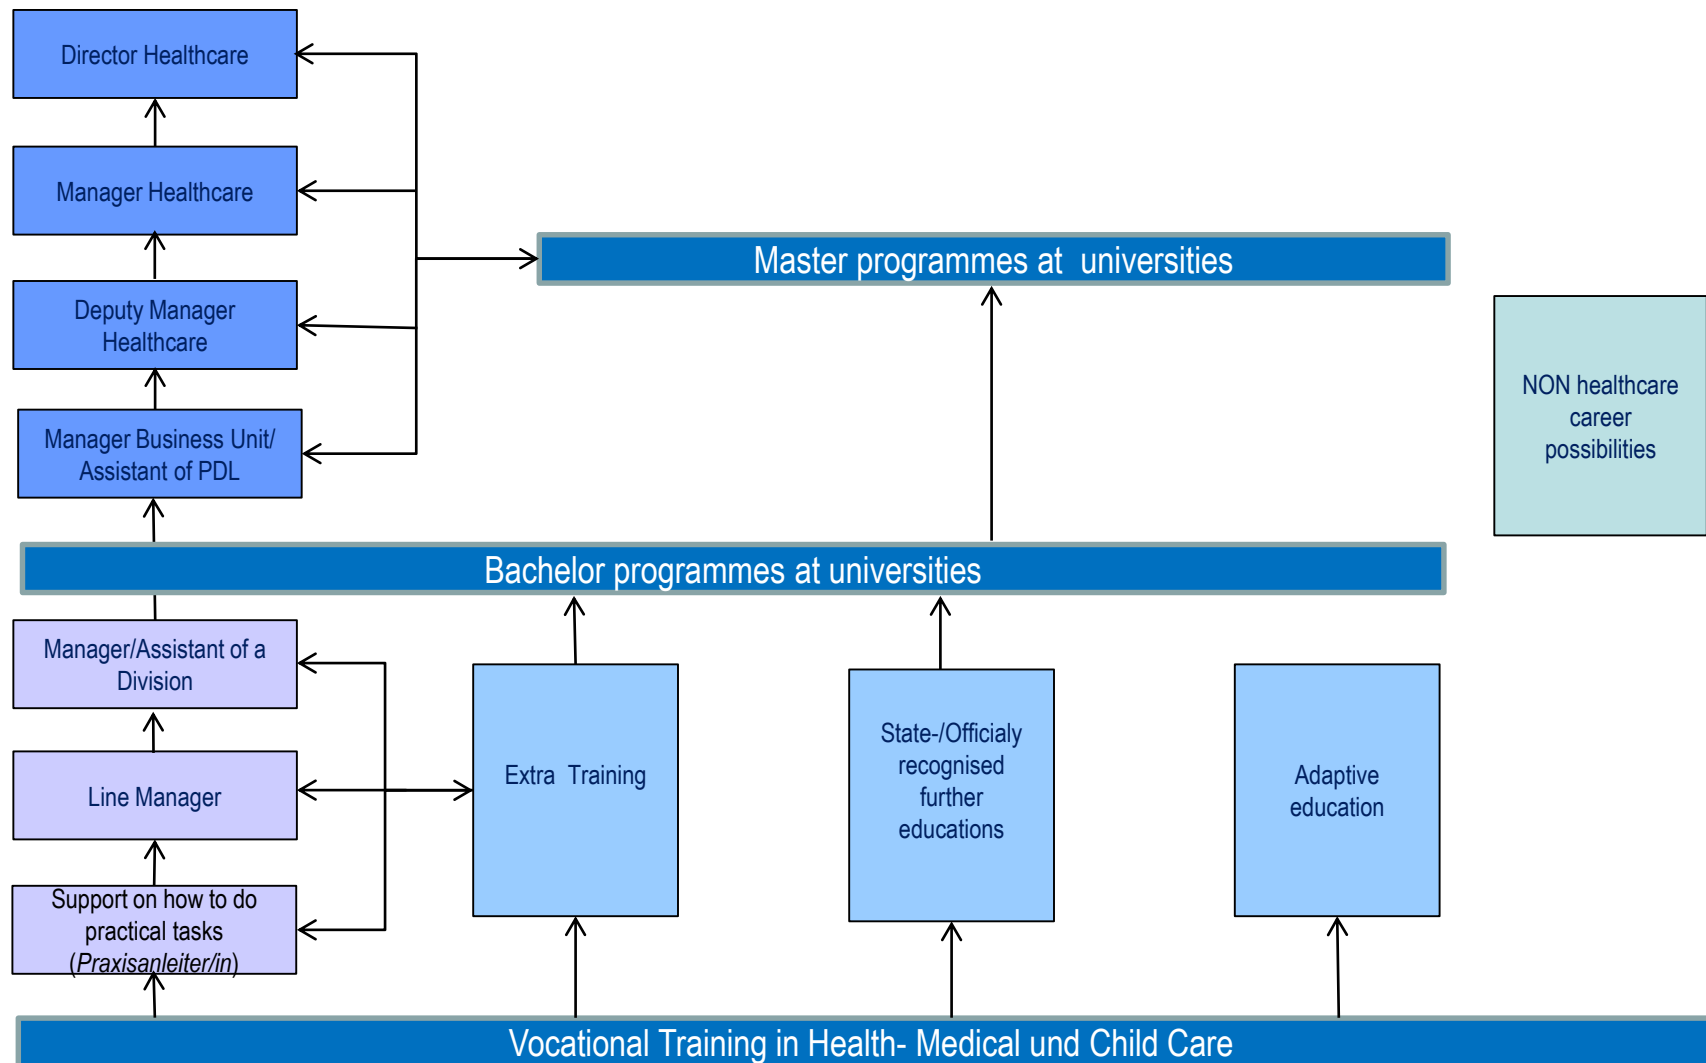 Director Healthcare
Manager Healthcare
Master programmes at  universities
Deputy Manager
Healthcare
NON healthcare
career
possibilities
Manager Business Unit/
Assistant of PDL
Bachelor programmes at universities
Manager/Assistant of a
Division
Line Manager
Extra  Training
State-/Officialy
recognised
further
educations
Adaptive
education
Support on how to do
practical tasks
(Praxisanleiter/in)
Vocational Training in Health- Medical und Child Care